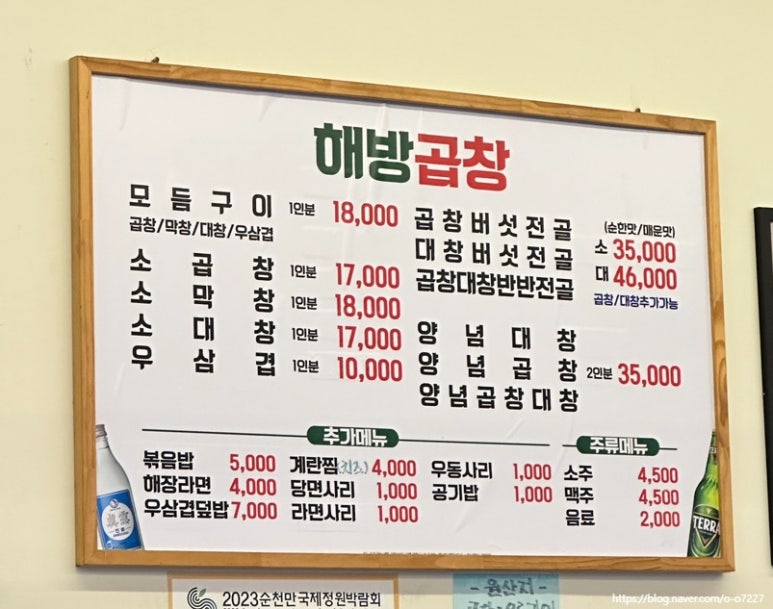 해방곱창
모듬구이 1인분 18,000
곱창/막창/대창/우삼겹
소곱창 1인분 17,000
소막창 1인분 18,000
소대창 1인분 17,000
우삼겹 1인분 10,000
곱창버섯전골 (순한맛/매운맛)
대창버섯전골 소 35,000
곱창대창반반전골 대 46,000
곱창/대창추가가능
양념대창
양념곱창 2인분 35,000
양념곱창대창
추가메뉴
볶음밥 5,000
해장라면 4,000
우삼겹덮밥 7,000
계란찜(치즈) 4,000
당면사리 1,000
라면사리 1,000
우동사리 1,000
공기밥 1,000
주류메뉴
소주 4,500
맥주 4,500
음료 2,000
TERRA
2023순천만국제정원박람회
-원산지-
https://blog.naver.com/o-o7227